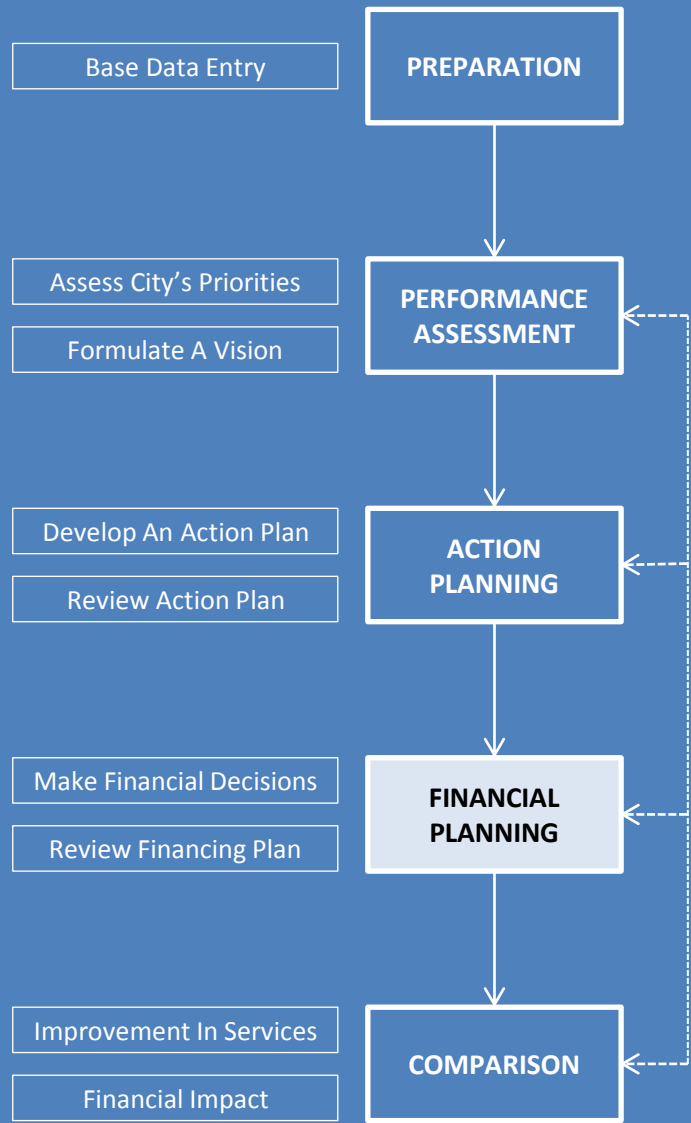 Base Data Entry
PREPARATION
Assess City’s Priorities
Formulate A Vision
PERFORMANCE
ASSESSMENT
Develop An Action Plan
Review Action Plan
ACTION
PLANNING
Make Financial Decisions
Review Financing Plan
FINANCIAL
PLANNING
Improvement In Services
Financial Impact
COMPARISON